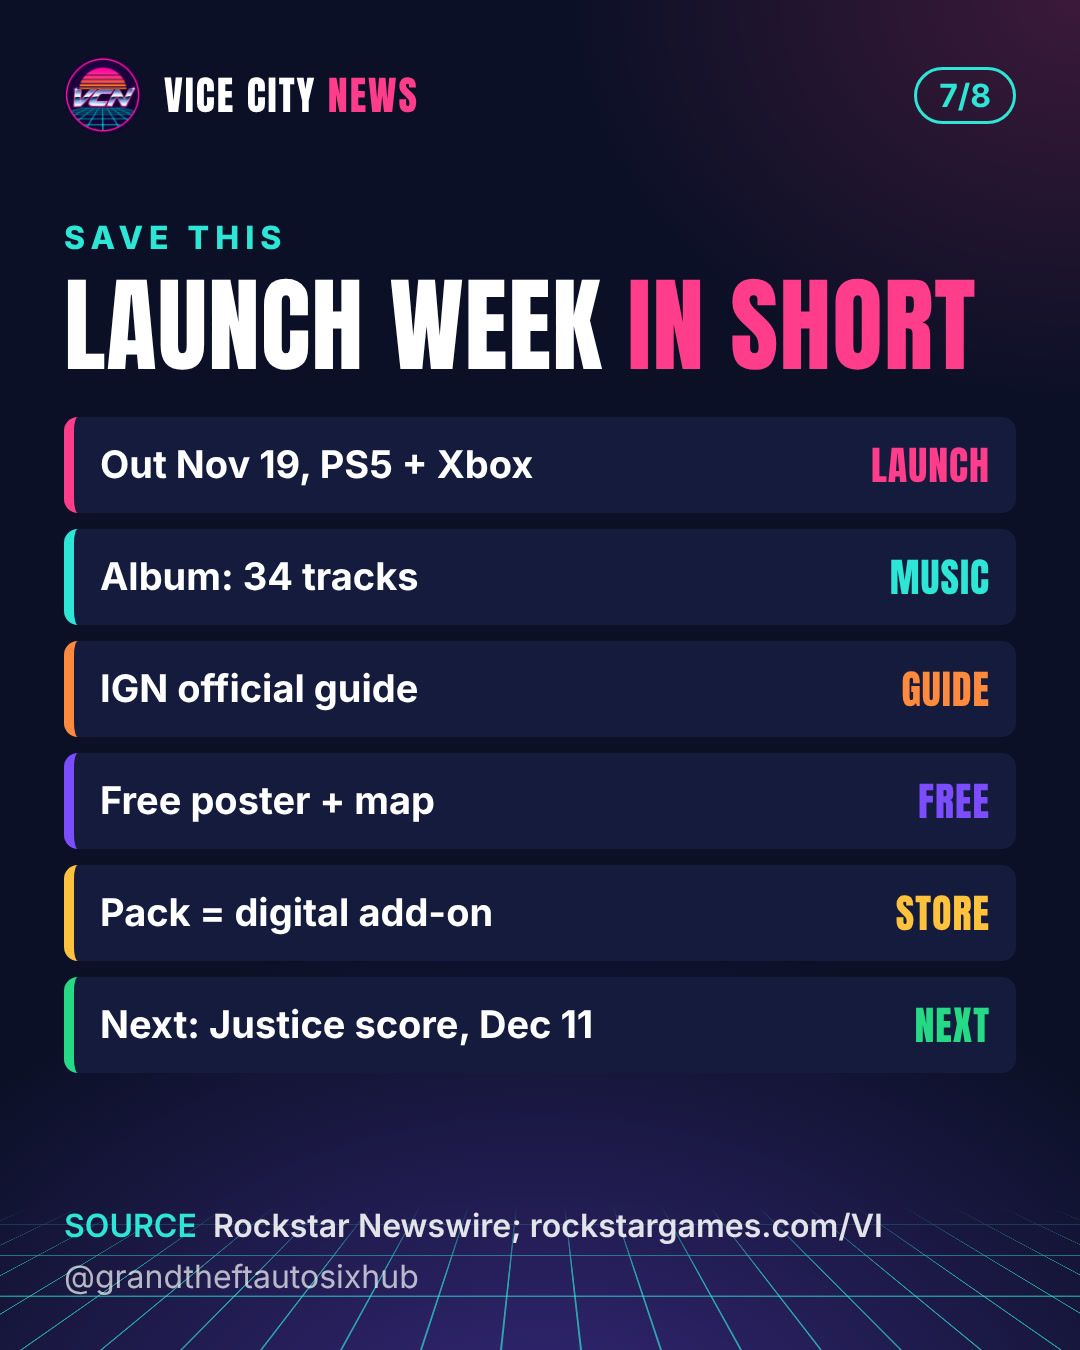 VCN
VICE CITY NEWS
7/8
SAVE THIS
LAUNCH WEEK IN SHORT
Out Nov 19, PS5 + Xbox LAUNCH
Album: 34 tracks MUSIC
IGN official guide GUIDE
Free poster + map FREE
Pack = digital add-on STORE
Next: Justice score, Dec 11 NEXT
SOURCE Rockstar Newswire; rockstargames.com/VI
@grandtheftautosixhub